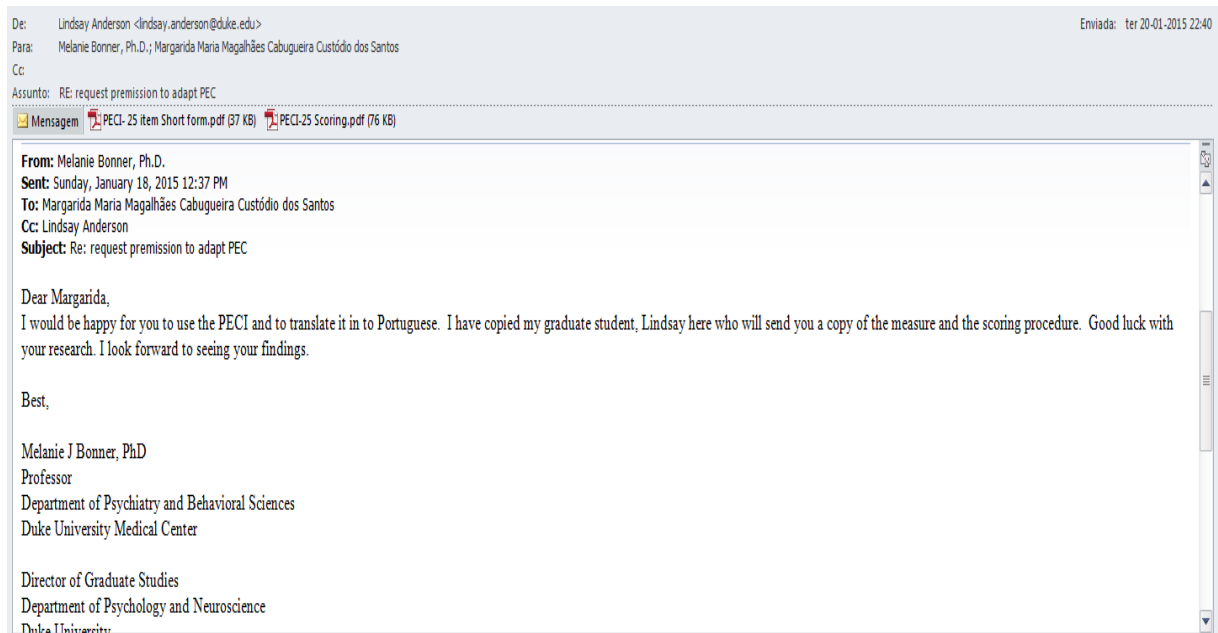 De: Lindsay Anderson <lindsay.anderson@duke.edu> Enviada: ter 20-01-2015 22:40
Para: Melanie Bonner, Ph.D.; Margarida Maria Magalhães Cabugueira Custódio dos Santos
Cc:
Assunto: RE: request premission to adapt PEC
Mensagem PECI- 25 item Short form.pdf (37 KB) PECI-25 Scoring.pdf (76 KB)
From: Melanie Bonner, Ph.D.
Sent: Sunday, January 18, 2015 12:37 PM
To: Margarida Maria Magalhães Cabugueira Custódio dos Santos
Cc: Lindsay Anderson
Subject: Re: request premission to adapt PEC
Dear Margarida,
I would be happy for you to use the PECI and to translate it in to Portuguese. I have copied my graduate student, Lindsay here who will send you a copy of the measure and the scoring procedure. Good luck with
your research. I look forward to seeing your findings.
Best,
Melanie J Bonner, PhD
Professor
Department of Psychiatry and Behavioral Sciences
Duke University Medical Center
Director of Graduate Studies
Department of Psychology and Neuroscience
Duke University